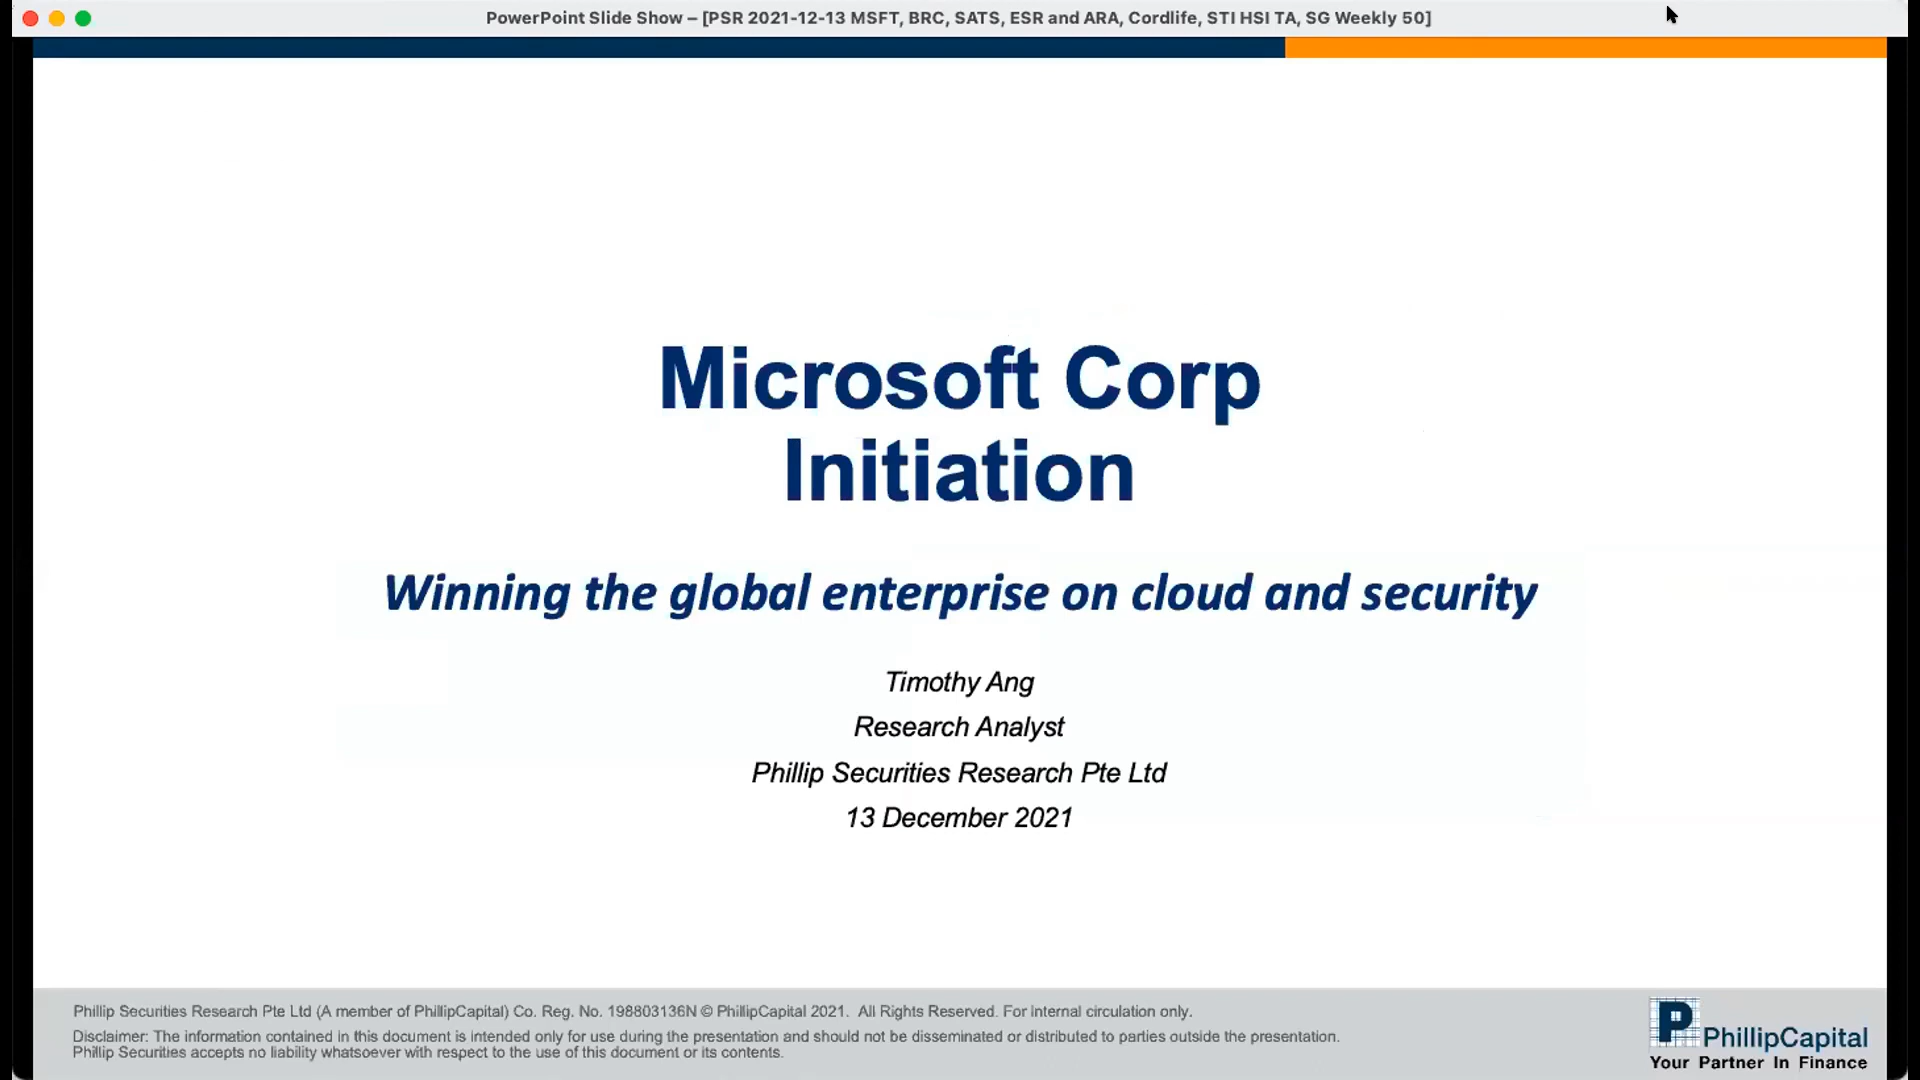 PowerPoint Slide Show – [PSR 2021-12-13 MSFT, BRC, SATS, ESR and ARA, Cordlife, STI HSI TA, SG Weekly 50]
Microsoft Corp
Initiation
Winning the global enterprise on cloud and security
Timothy Ang
Research Analyst
Phillip Securities Research Pte Ltd
13 December 2021
Phillip Securities Research Pte Ltd (A member of PhillipCapital) Co. Reg. No. 198803136N © PhillipCapital 2021. All Rights Reserved. For internal circulation only.
Disclaimer: The information contained in this document is intended only for use during the presentation and should not be disseminated or distributed to parties outside the presentation.
Phillip Securities accepts no liability whatsoever with respect to the use of this document or its contents.
PhillipCapital
Your Partner In Finance